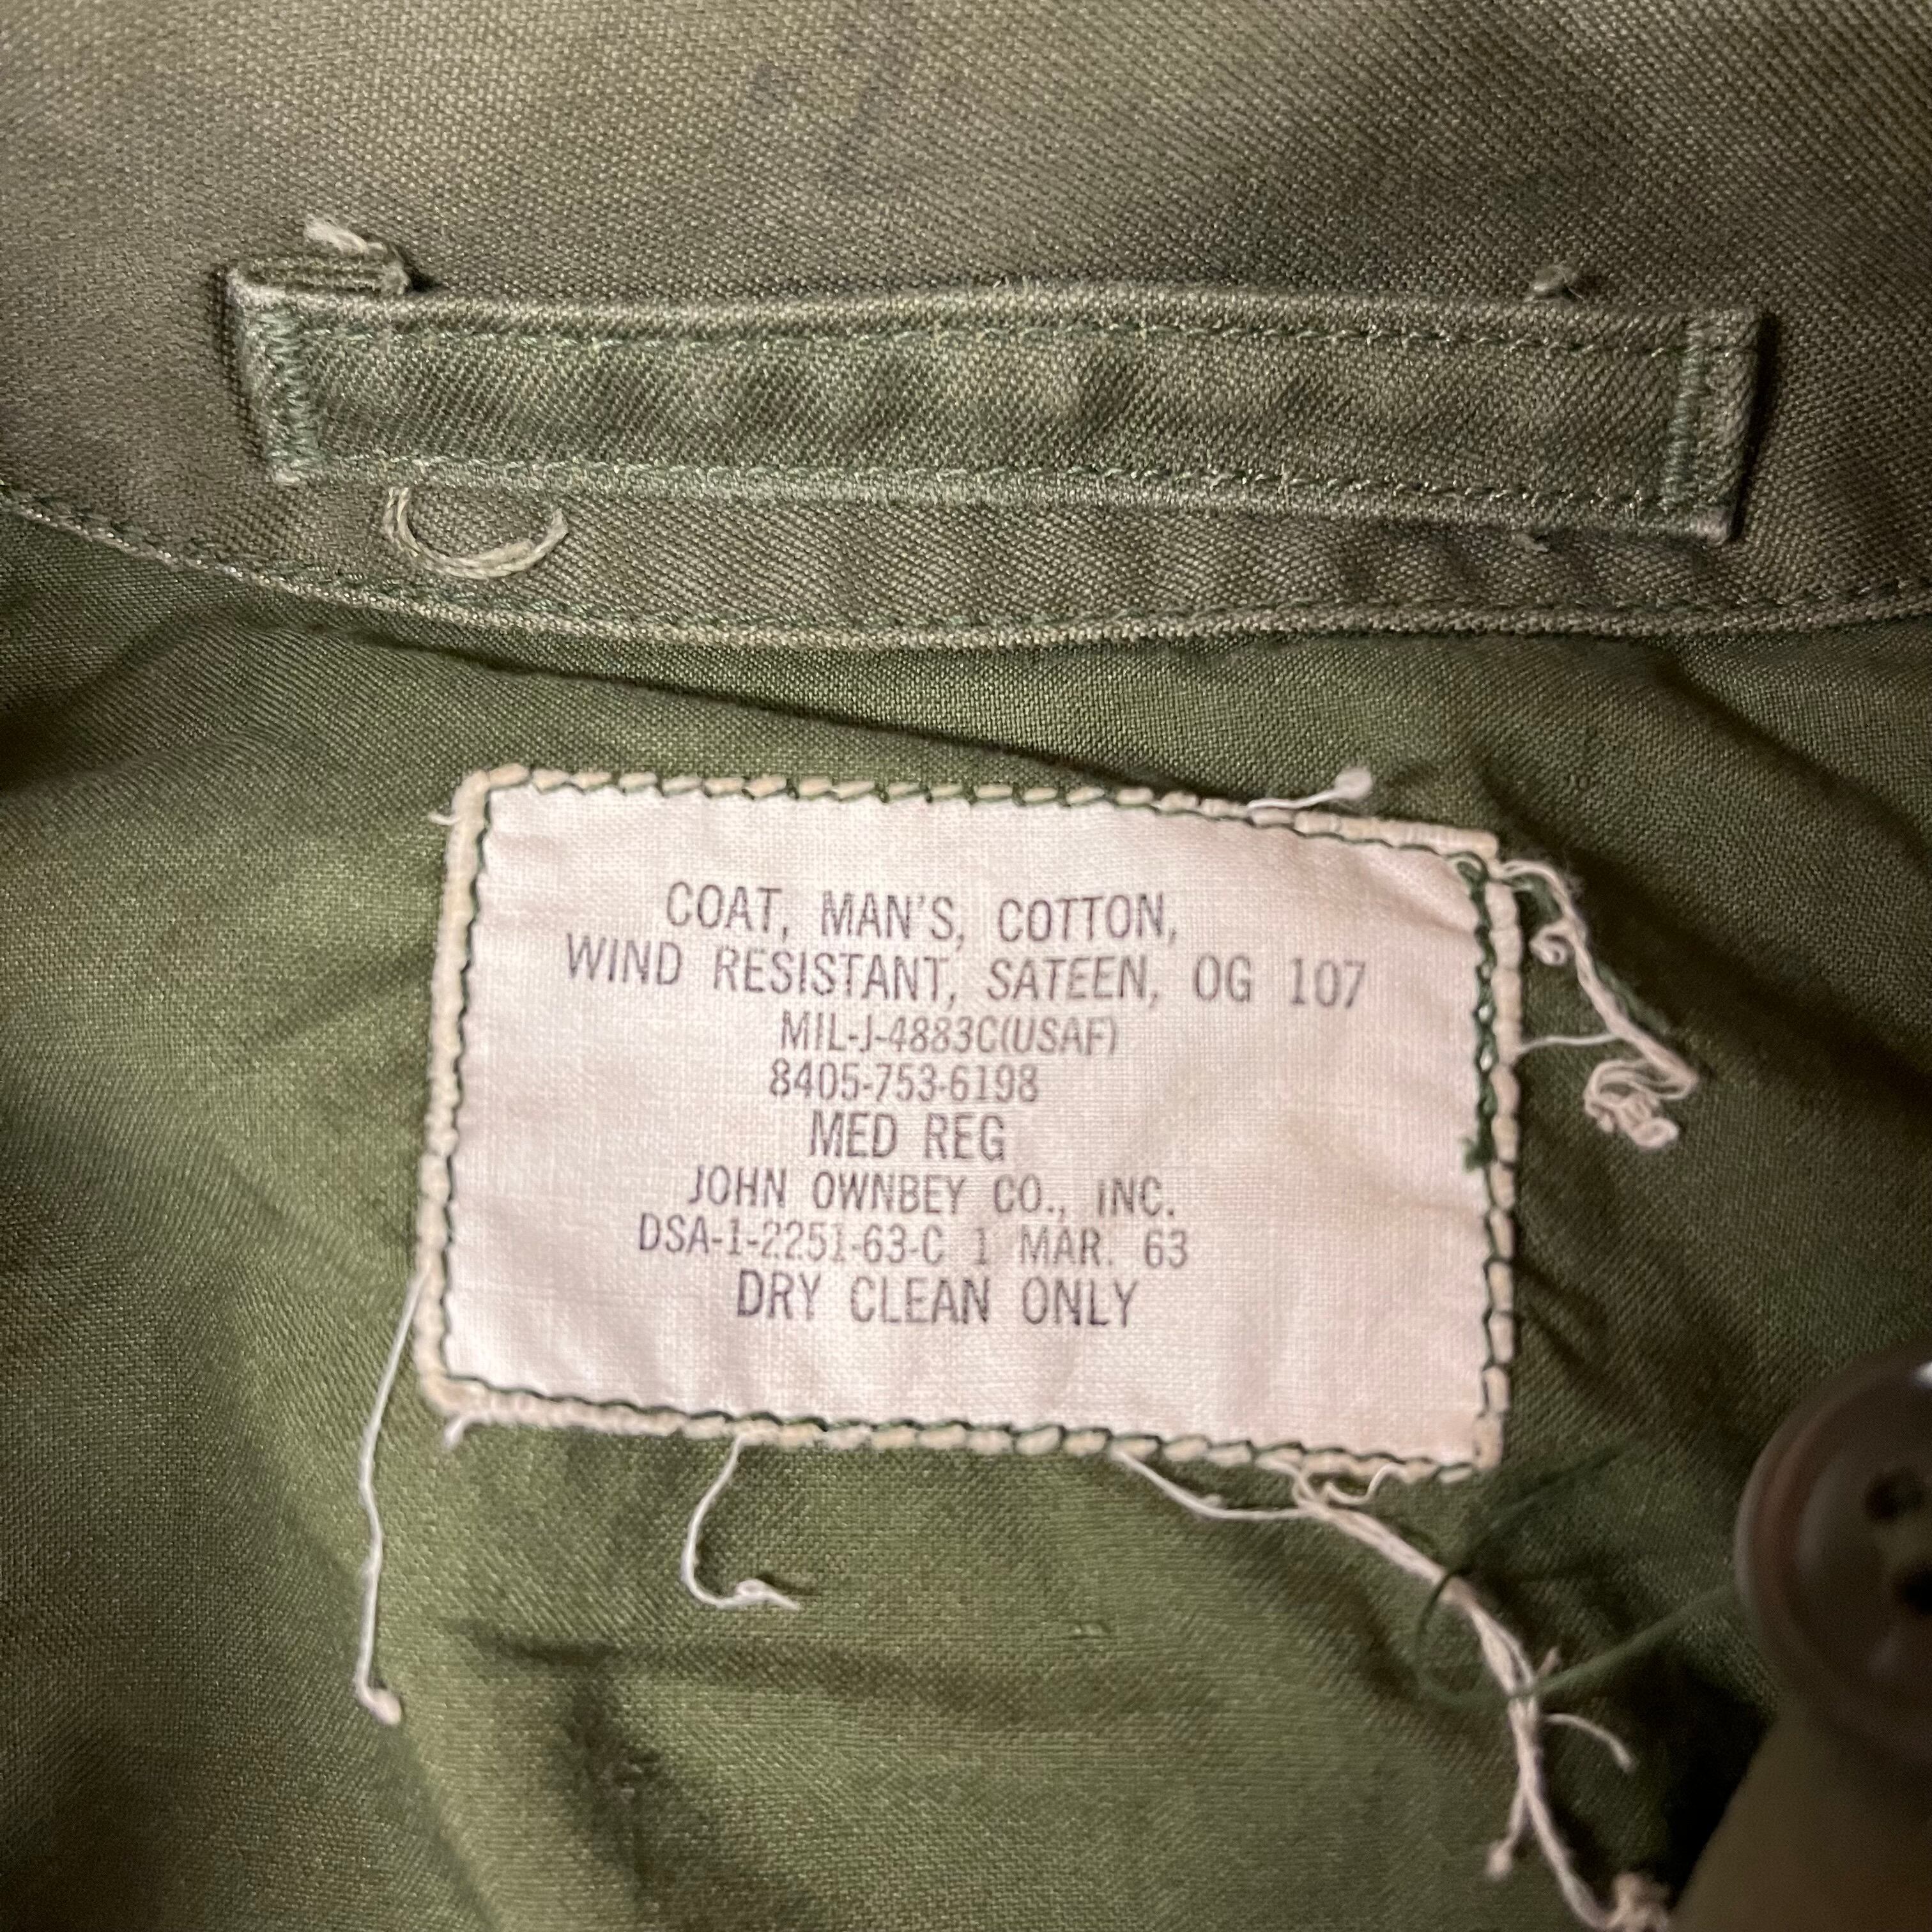 COAT, MAN'S, COTTON,
WIND RESISTANT, SATEEN, OG 107
MIL-J-4883C(USAF)
8405-753-6198
MED REG
JOHN OWNBEY CO., INC.
DSA-1-2251-63-C 1 MAR. 63
DRY CLEAN ONLY